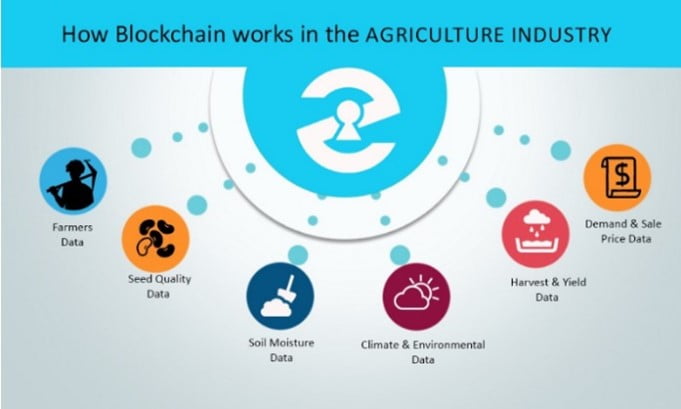 How Blockchain works in the AGRICULTURE INDUSTRY
Farmers
Data
Seed Quality
Data
Soil Moisture
Data
Climate & Environmental
Data
Harvest & Yield
Data
Demand & Sale
Price Data
$